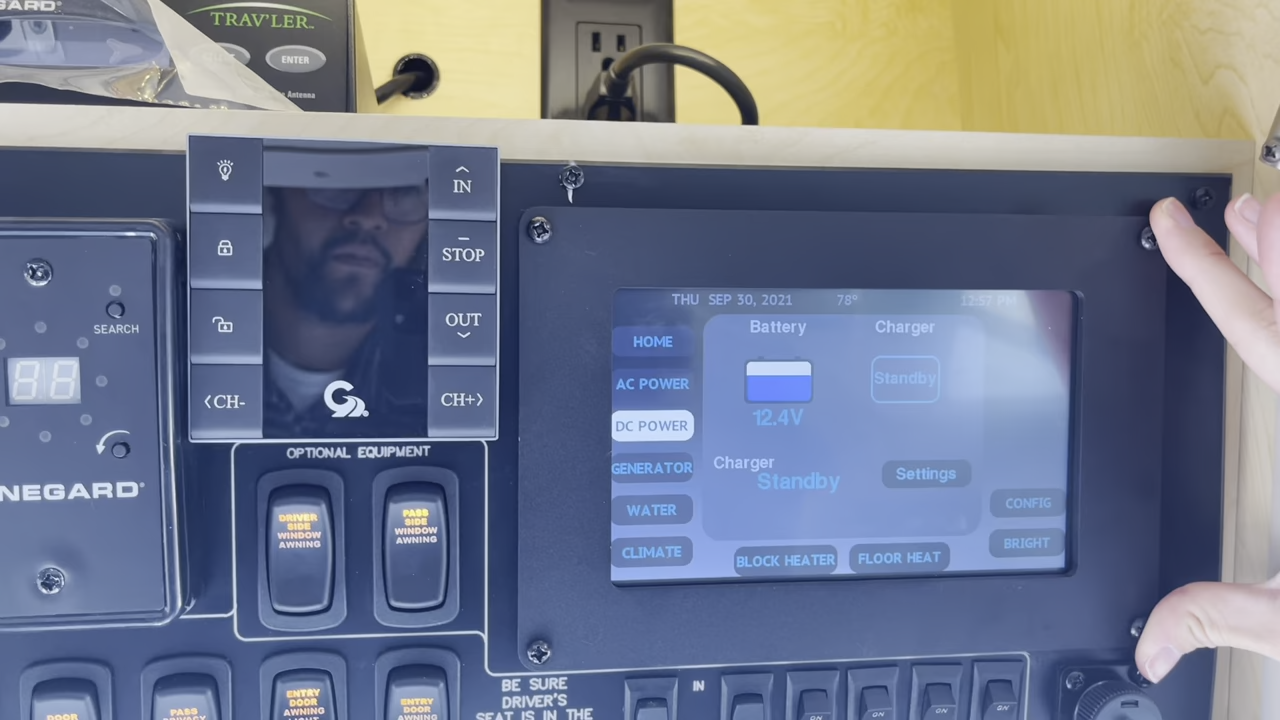 TRAV'LER™
ENTER
Antenna
IN
STOP
OUT
‹CH-
CH+›
SEARCH
88
NEGARD®
OPTIONAL EQUIPMENT
DRIVER
SIDE
WINDOW
AWNING
PASS
SIDE
WINDOW
AWNING
THU SEP 30, 2021 78° 12:57 PM
HOME
AC POWER
DC POWER
GENERATOR
WATER
CLIMATE
Battery
12.4V
Charger
Standby
Charger
Standby
Settings
CONFIG
BRIGHT
BLOCK HEATER
FLOOR HEAT
DOOR
PASS
ENTRY
DOOR
AWNING
ENTRY
DOOR
AWNING
BE SURE
DRIVER'S
SEAT IS IN THE
IN
ON
ON
ON
ON